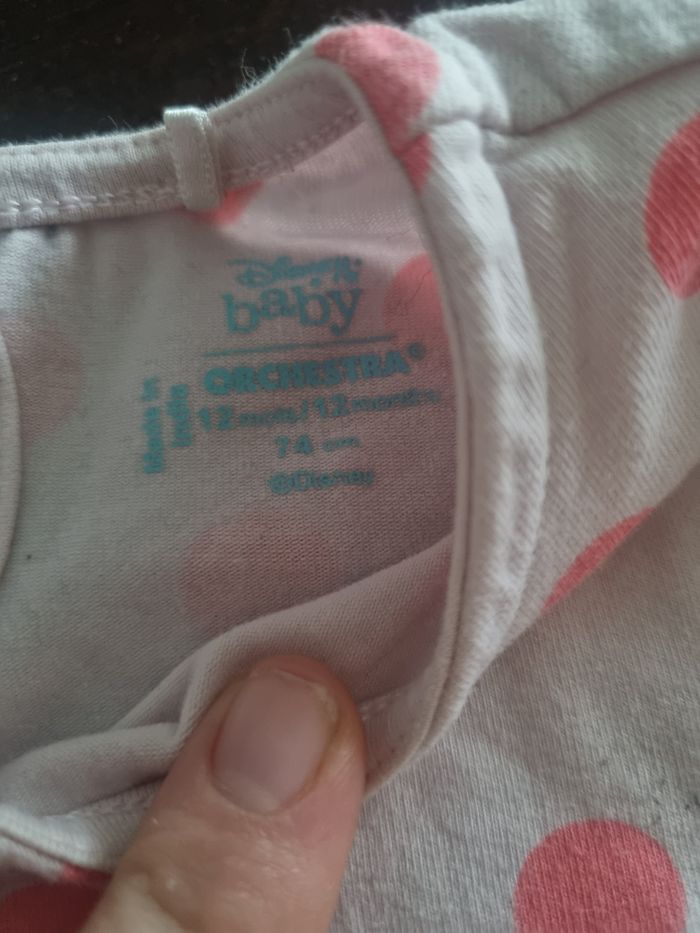 Disney
baby
ORCHESTRA®
12 mois / 12 months
74 cm
©Disney
Made in
India